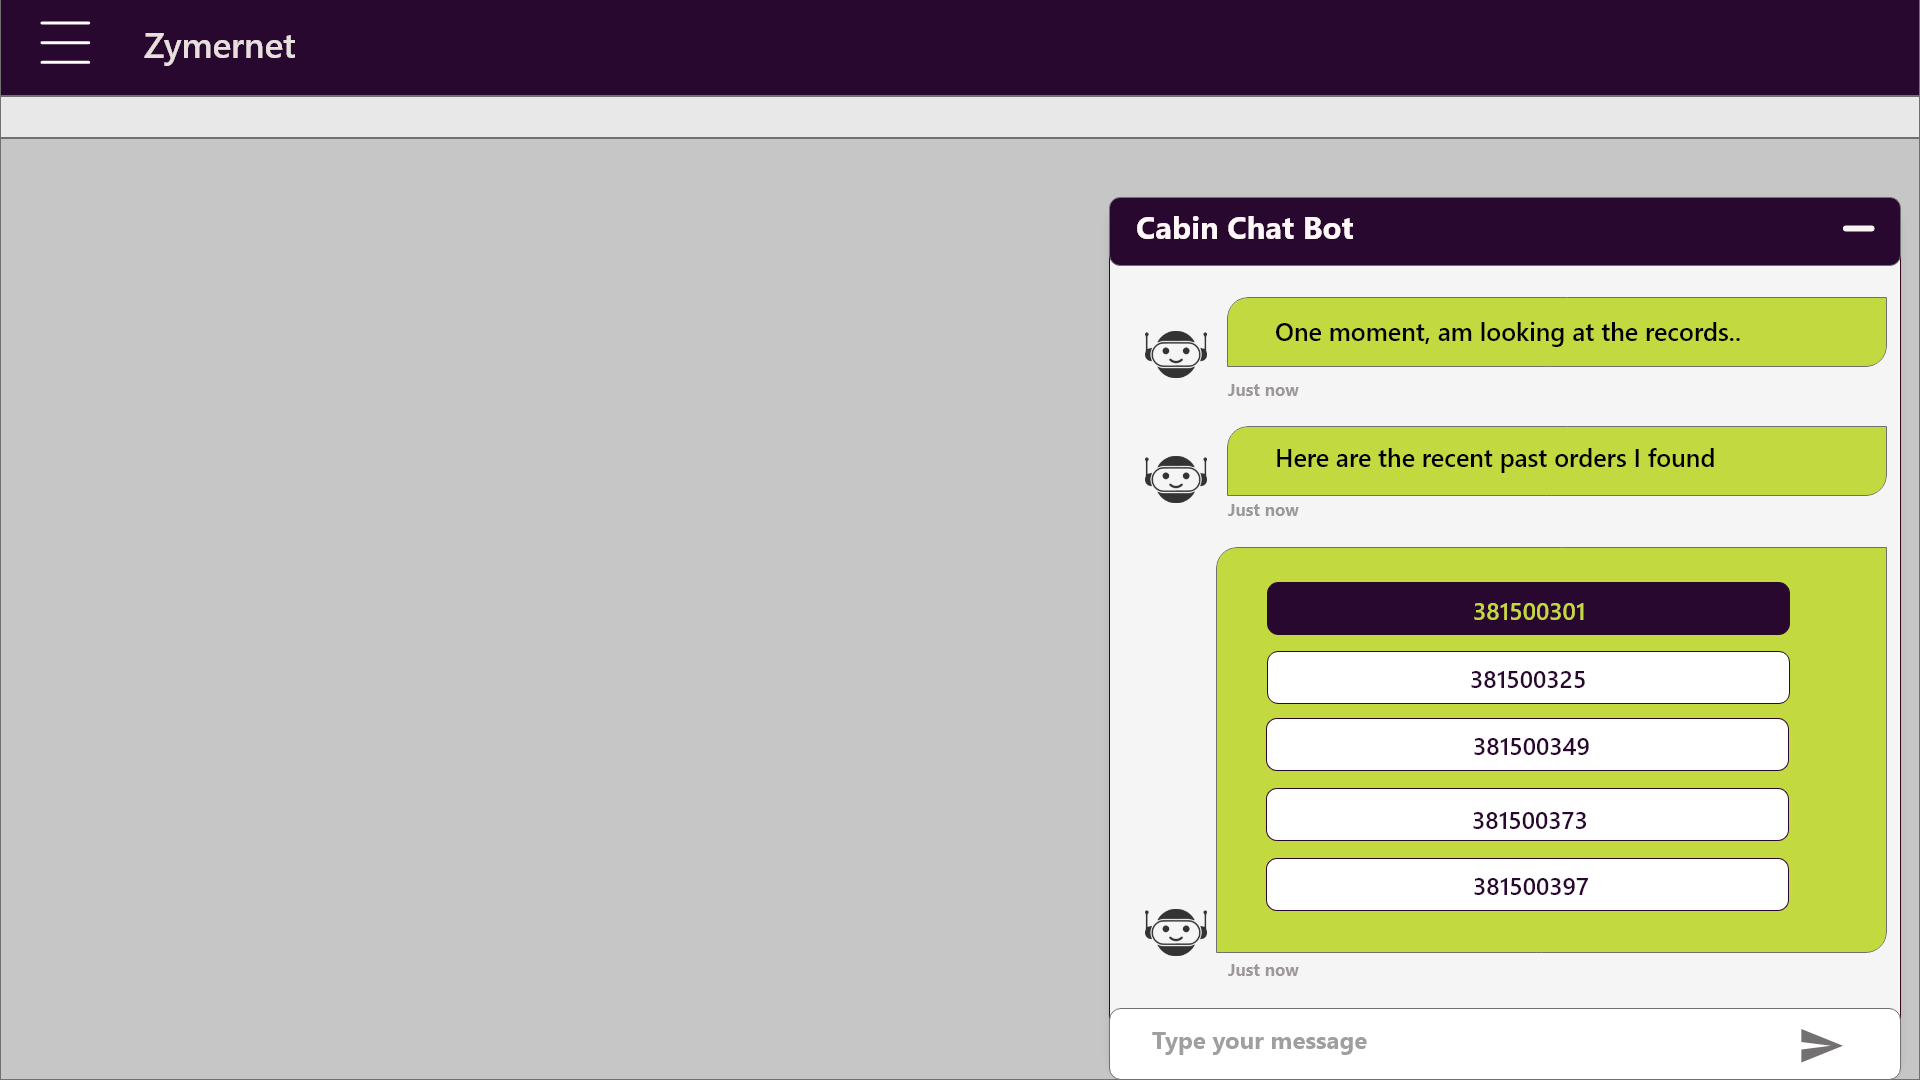 Zymernet
Cabin Chat Bot
One moment, am looking at the records..
Just now
Here are the recent past orders I found
Just now
381500301
381500325
381500349
381500373
381500397
Just now
Type your message